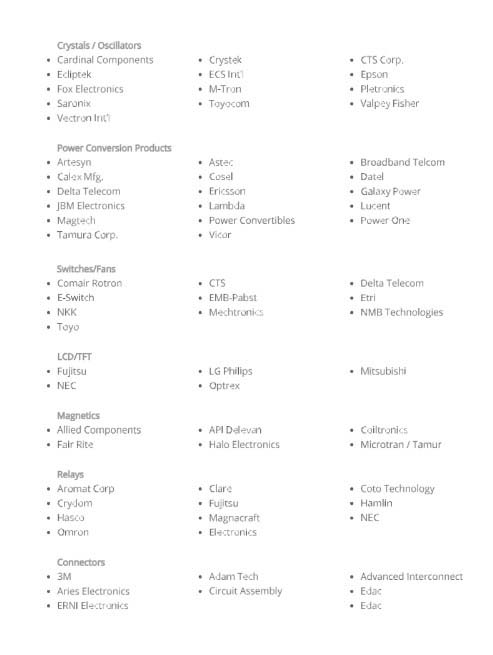 Crystals / Oscillators
Cardinal Components
Crystek
CTS Corp.
Ecliptek
ECS Int'l
Epson
Fox Electronics
M-Tron
Pletronics
Saronix
Toyocom
Valpey Fisher
Vectron Int'l
Power Conversion Products
Artesyn
Astec
Broadband Telcom
Calex Mfg.
Cosel
Datel
Delta Telecom
Ericsson
Galaxy Power
JBM Electronics
Lambda
Lucent
Magtech
Power Convertibles
Power One
Tamura Corp.
Vicor
Switches/Fans
Comair Rotron
CTS
Delta Telecom
E-Switch
EMB-Pabst
Etri
NKK
Mechtronics
NMB Technologies
Toyo
LCD/TFT
Fujitsu
LG Philips
Mitsubishi
NEC
Optrex
Magnetics
Allied Components
API Delevan
Coiltronics
Fair Rite
Halo Electronics
Microtran / Tamur
Relays
Aromat Corp
Clare
Coto Technology
Crydom
Fujitsu
Hamlin
Hasco
Magnacraft
NEC
Omron
Electronics
Connectors
3M
Adam Tech
Advanced Interconnect
Aries Electronics
Circuit Assembly
Edac
ERNI Electronics
Edac